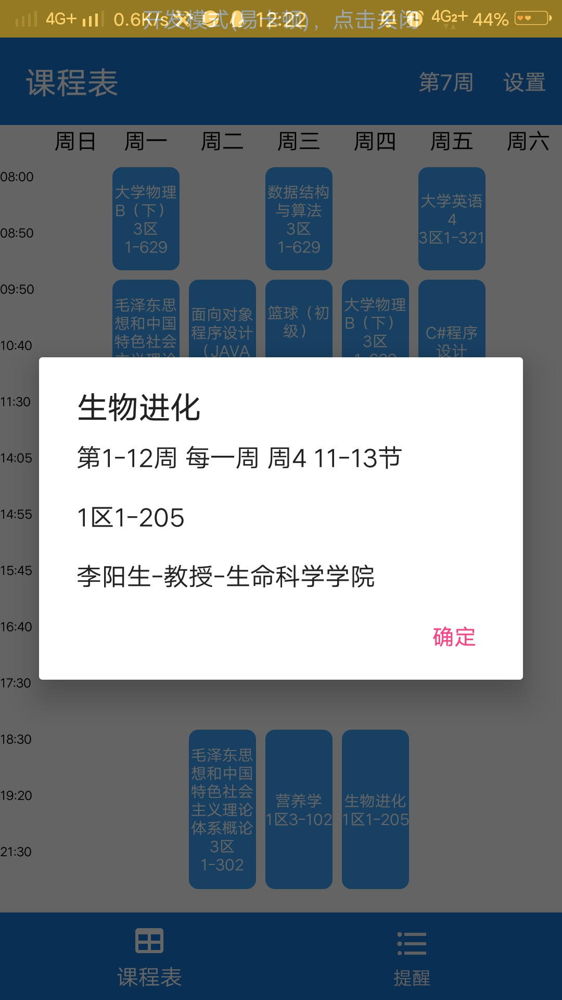 4G+ 0.6K/s 12:22 4G2+ 44%
开发模式(易卡顿)，点击关闭
课程表 第7周 设置
周日 周一 周二 周三 周四 周五 周六
08:00
08:50
09:50
10:40
11:30
14:05
14:55
15:45
16:40
17:30
18:30
19:20
21:30
大学物理
B（下）
3区
1-629
数据结构
与算法
3区
1-629
大学英语
4
3区1-321
毛泽东思
想和中国
特色社会
主义理论
面向对象
程序设计
（JAVA
篮球（初
级）
大学物理
B（下）
3区
1-629
C#程序
设计
生物进化
第1-12周 每一周 周4 11-13节
1区1-205
李阳生-教授-生命科学学院
确定
毛泽东思
想和中国
特色社会
主义理论
体系概论
3区
1-302
营养学
1区3-102
生物进化
1区1-205
课程表
提醒